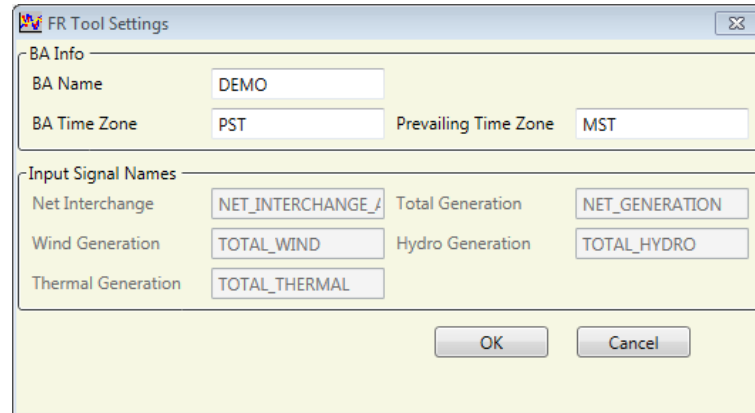 FR Tool Settings
BA Info
BA Name DEMO
BA Time Zone PST Prevailing Time Zone MST
Input Signal Names
Net Interchange NET_INTERCHANGE_ Total Generation NET_GENERATION
Wind Generation TOTAL_WIND Hydro Generation TOTAL_HYDRO
Thermal Generation TOTAL_THERMAL
OK Cancel